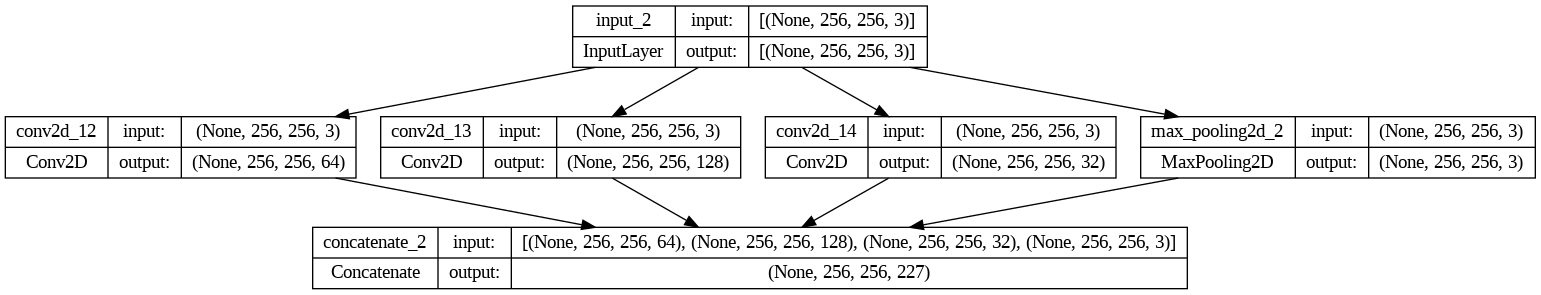 input_2 input: [(None, 256, 256, 3)]
InputLayer output: [(None, 256, 256, 3)]
conv2d_12 input: (None, 256, 256, 3)
Conv2D output: (None, 256, 256, 64)
conv2d_13 input: (None, 256, 256, 3)
Conv2D output: (None, 256, 256, 128)
conv2d_14 input: (None, 256, 256, 3)
Conv2D output: (None, 256, 256, 32)
max_pooling2d_2 input: (None, 256, 256, 3)
MaxPooling2D output: (None, 256, 256, 3)
concatenate_2 input: [(None, 256, 256, 64), (None, 256, 256, 128), (None, 256, 256, 32), (None, 256, 256, 3)]
Concatenate output: (None, 256, 256, 227)